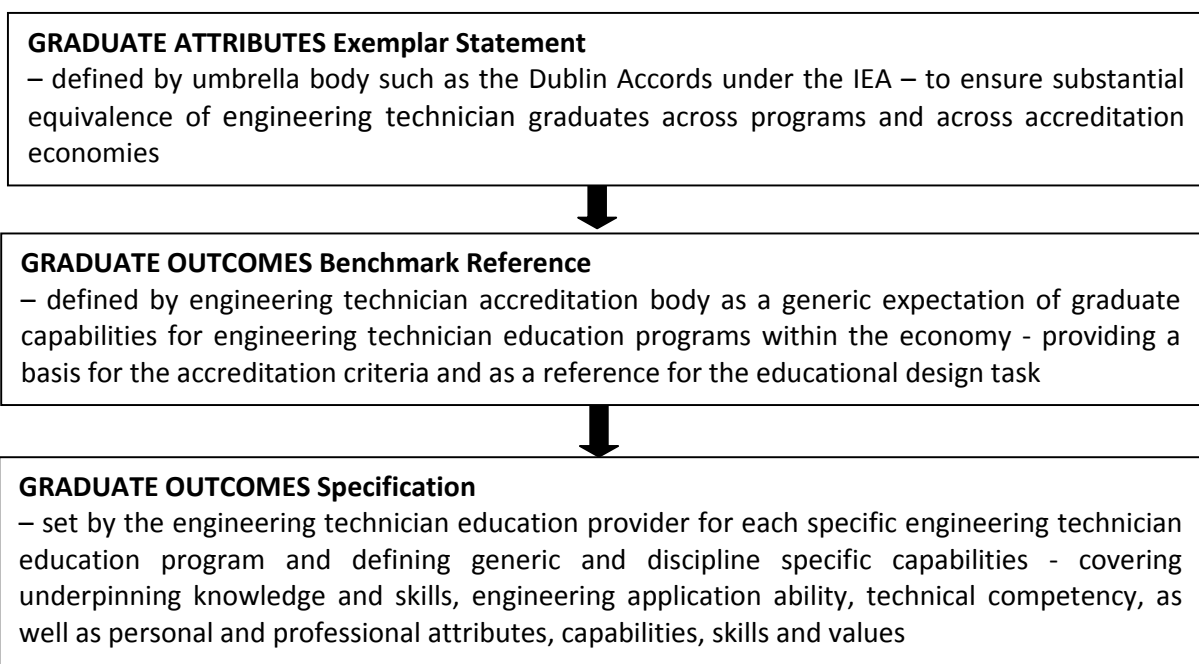 GRADUATE ATTRIBUTES Exemplar Statement
– defined by umbrella body such as the Dublin Accords under the IEA – to ensure substantial
equivalence of engineering technician graduates across programs and across accreditation
economies
GRADUATE OUTCOMES Benchmark Reference
– defined by engineering technician accreditation body as a generic expectation of graduate
capabilities for engineering technician education programs within the economy - providing a
basis for the accreditation criteria and as a reference for the educational design task
GRADUATE OUTCOMES Specification
– set by the engineering technician education provider for each specific engineering technician
education program and defining generic and discipline specific capabilities - covering
underpinning knowledge and skills, engineering application ability, technical competency, as
well as personal and professional attributes, capabilities, skills and values